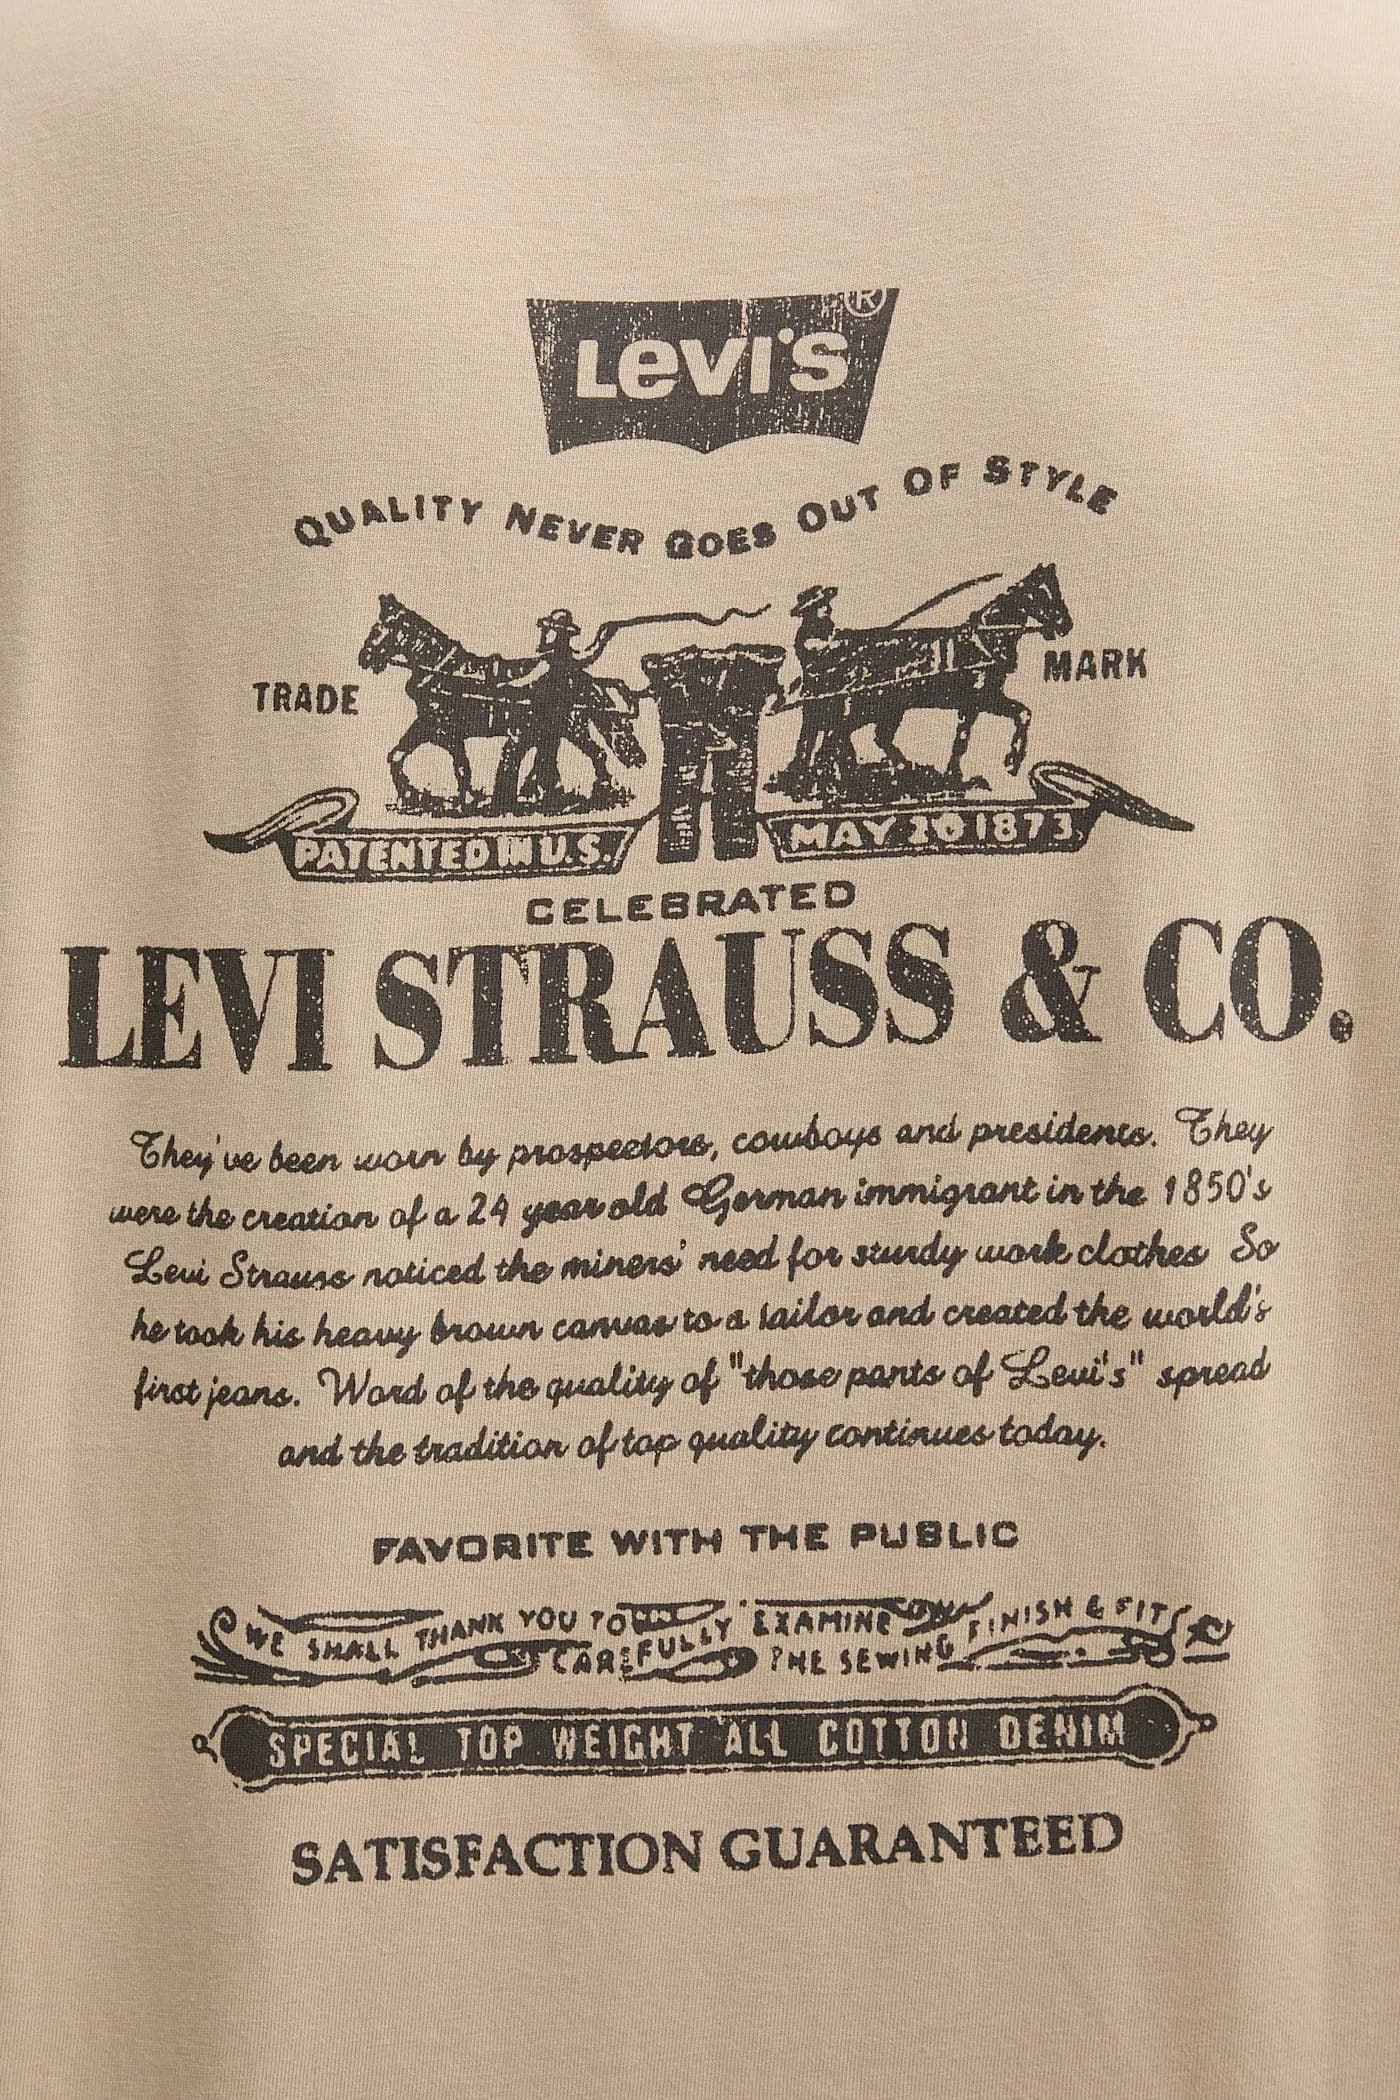 Levi's®
QUALITY NEVER GOES OUT OF STYLE
TRADE MARK
PATENTED IN U.S. MAY 20 1873
CELEBRATED
LEVI STRAUSS & CO.
They've been worn by prospectors, cowboys and presidents. They
were the creation of a 24 year old German immigrant in the 1850's
Levi Strauss noticed the miners' need for sturdy work clothes So
he took his heavy brown canvas to a tailor and created the world's
first jeans. Word of the quality of "those pants of Levi's" spread
and the tradition of top quality continues today.
FAVORITE WITH THE PUBLIC
WE SHALL THANK YOU TO CAREFULLY EXAMINE THE SEWING FINISH & FIT
SPECIAL TOP WEIGHT ALL COTTON DENIM
SATISFACTION GUARANTEED